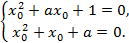 x₀² + ax₀ + 1 = 0,
x₀² + x₀ + a = 0.